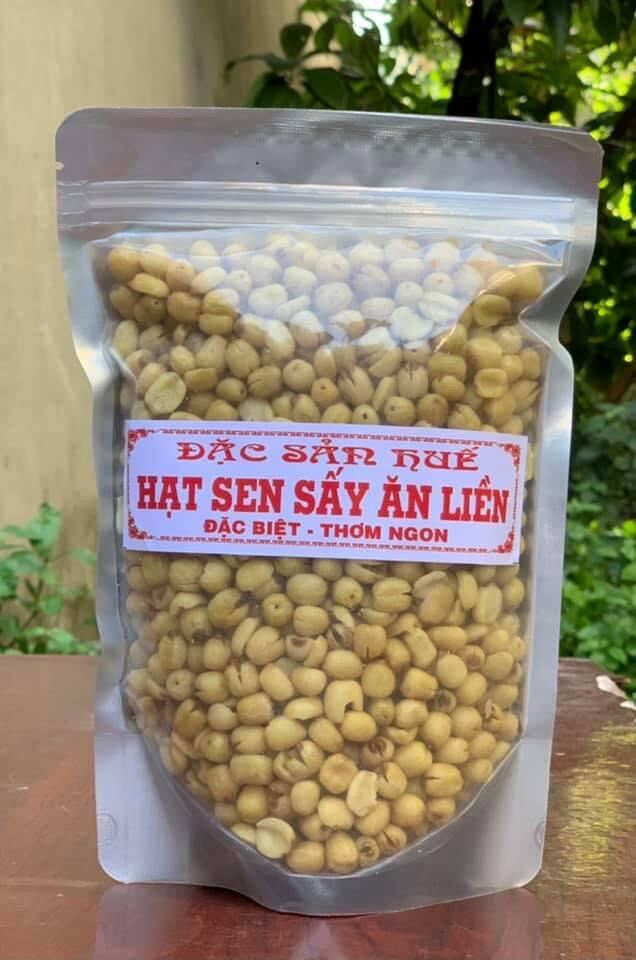 ĐẶC SẢN HUẾ
HẠT SEN SẤY ĂN LIỀN
ĐẶC BIỆT - THƠM NGON